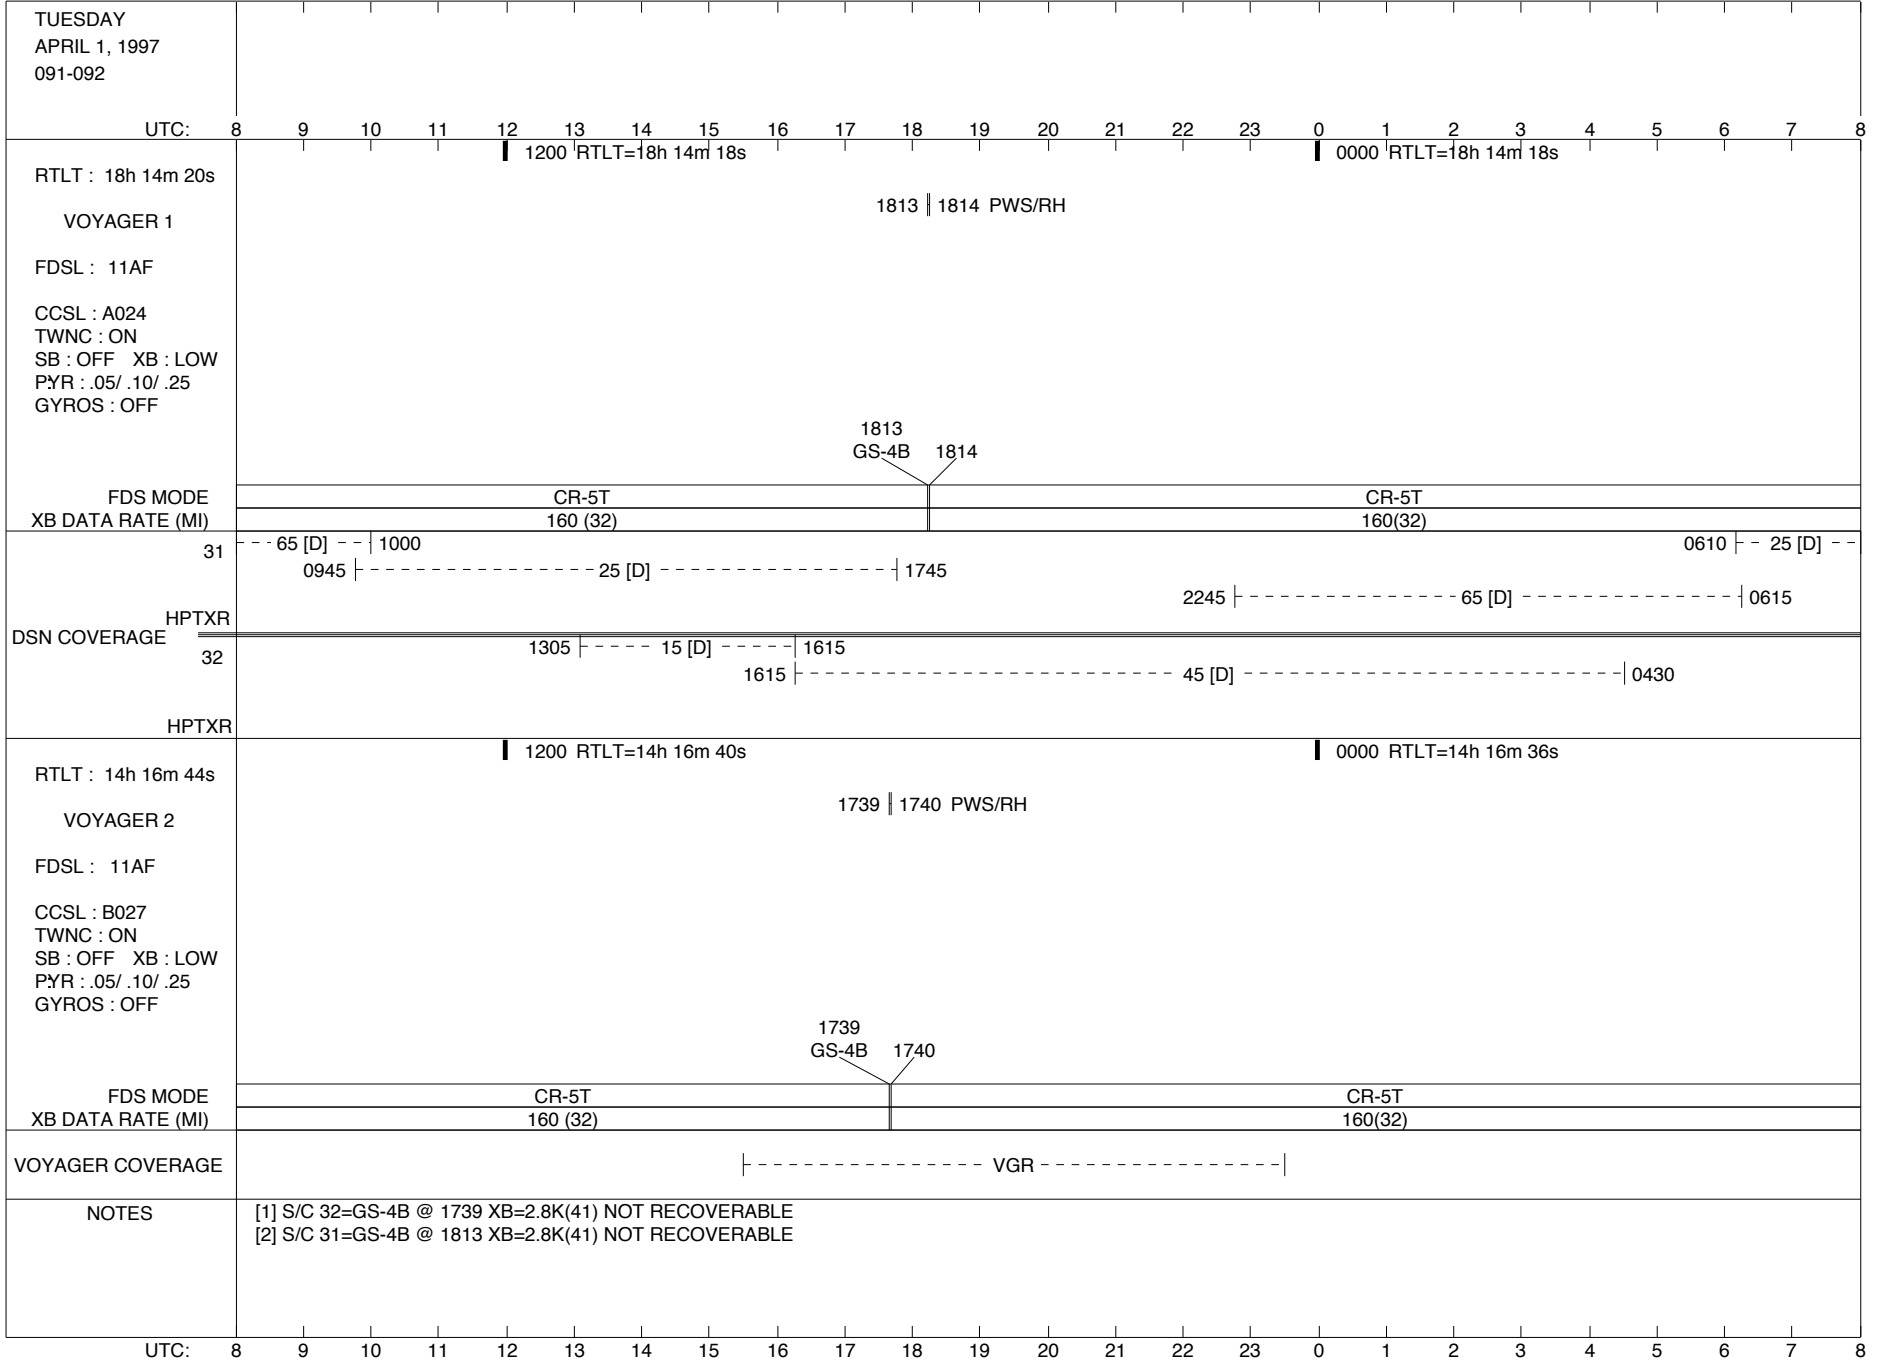 TUESDAY
APRIL 1, 1997
091-092
UTC: 8 9 10 11 12 13 14 15 16 17 18 19 20 21 22 23 0 1 2 3 4 5 6 7 8
1200 RTLT=18h 14m 18s 0000 RTLT=18h 14m 18s
RTLT : 18h 14m 20s
1813 1814 PWS/RH
VOYAGER 1
FDSL : 11AF
CCSL : A024
TWNC : ON
SB : OFF XB : LOW
P:YR : .05/ .10/ .25
GYROS : OFF
1813
GS-4B 1814
FDS MODE CR-5T CR-5T
XB DATA RATE (MI) 160 (32) 160(32)
31 65 [D] 1000 0610 25 [D]
0945 25 [D] 1745
2245 65 [D] 0615
HPTXR
DSN COVERAGE
32 1305 15 [D] 1615
1615 45 [D] 0430
HPTXR
1200 RTLT=14h 16m 40s 0000 RTLT=14h 16m 36s
RTLT : 14h 16m 44s
1739 1740 PWS/RH
VOYAGER 2
FDSL : 11AF
CCSL : B027
TWNC : ON
SB : OFF XB : LOW
P:YR : .05/ .10/ .25
GYROS : OFF
1739
GS-4B 1740
FDS MODE CR-5T CR-5T
XB DATA RATE (MI) 160 (32) 160(32)
VOYAGER COVERAGE VGR
NOTES [1] S/C 32=GS-4B @ 1739 XB=2.8K(41) NOT RECOVERABLE
[2] S/C 31=GS-4B @ 1813 XB=2.8K(41) NOT RECOVERABLE
UTC: 8 9 10 11 12 13 14 15 16 17 18 19 20 21 22 23 0 1 2 3 4 5 6 7 8